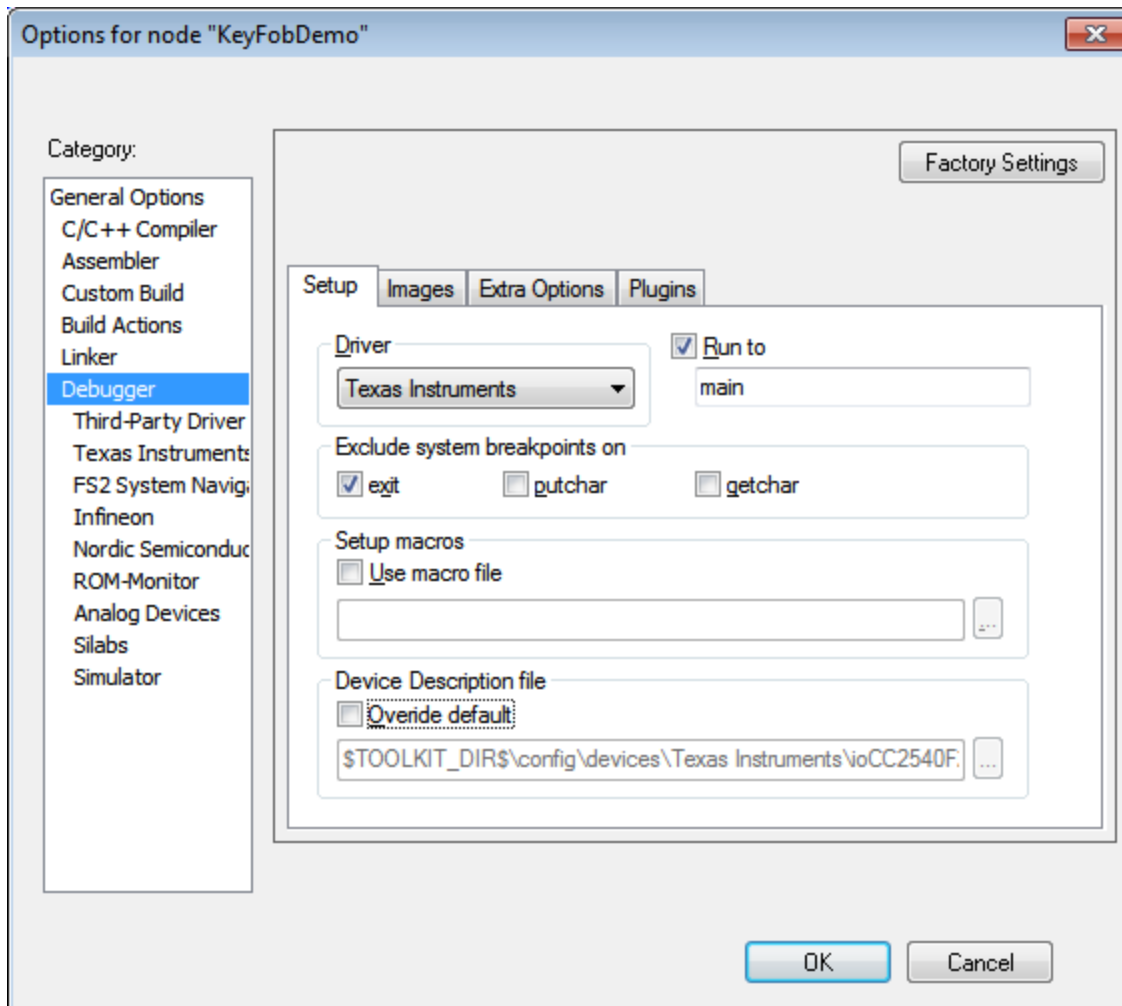 Options for node "KeyFobDemo"
Category:
Factory Settings
General Options
C/C++ Compiler
Assembler
Custom Build
Build Actions
Linker
Debugger
Third-Party Driver
Texas Instruments
FS2 System Naviga
Infineon
Nordic Semiconduc
ROM-Monitor
Analog Devices
Silabs
Simulator
Setup Images Extra Options Plugins
Driver
Texas Instruments
Run to
main
Exclude system breakpoints on
exit putchar getchar
Setup macros
Use macro file
...
Device Description file
Overide default
$TOOLKIT_DIR$\config\devices\Texas Instruments\ioCC2540F
...
OK Cancel